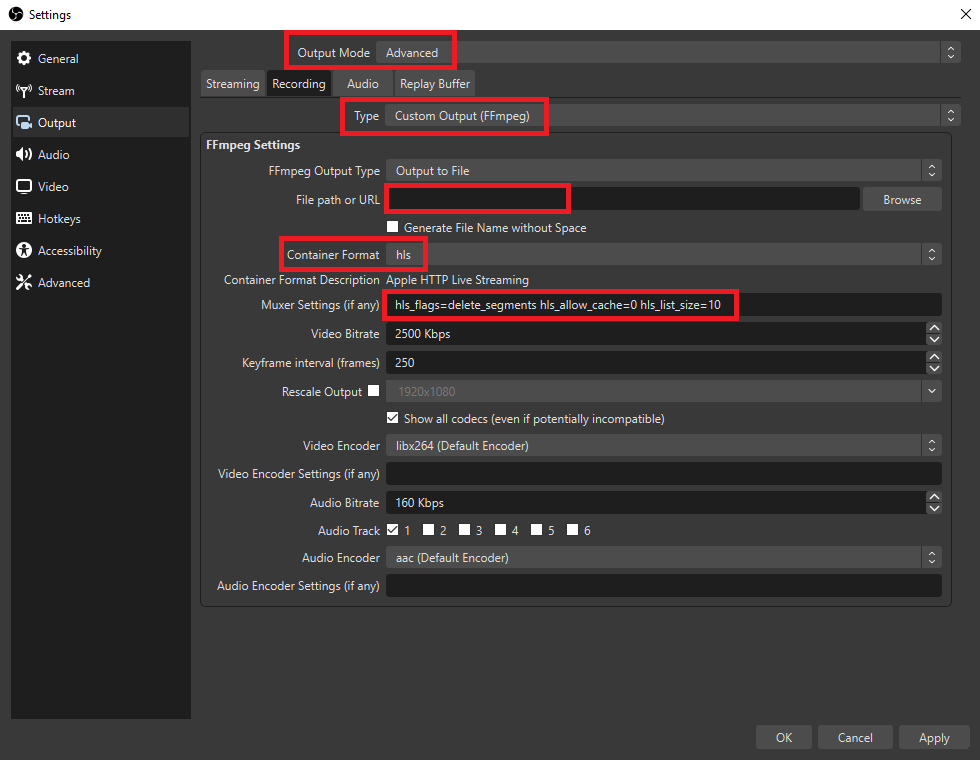 Settings
General
Stream
Output
Audio
Video
Hotkeys
Accessibility
Advanced
Output Mode Advanced
Streaming Recording Audio Replay Buffer
Type Custom Output (FFmpeg)
FFmpeg Settings
FFmpeg Output Type Output to File
File path or URL Browse
Generate File Name without Space
Container Format hls
Container Format Description Apple HTTP Live Streaming
Muxer Settings (if any) hls_flags=delete_segments hls_allow_cache=0 hls_list_size=10
Video Bitrate 2500 Kbps
Keyframe interval (frames) 250
Rescale Output 1920x1080
Show all codecs (even if potentially incompatible)
Video Encoder libx264 (Default Encoder)
Video Encoder Settings (if any)
Audio Bitrate 160 Kbps
Audio Track 1 2 3 4 5 6
Audio Encoder aac (Default Encoder)
Audio Encoder Settings (if any)
OK Cancel Apply